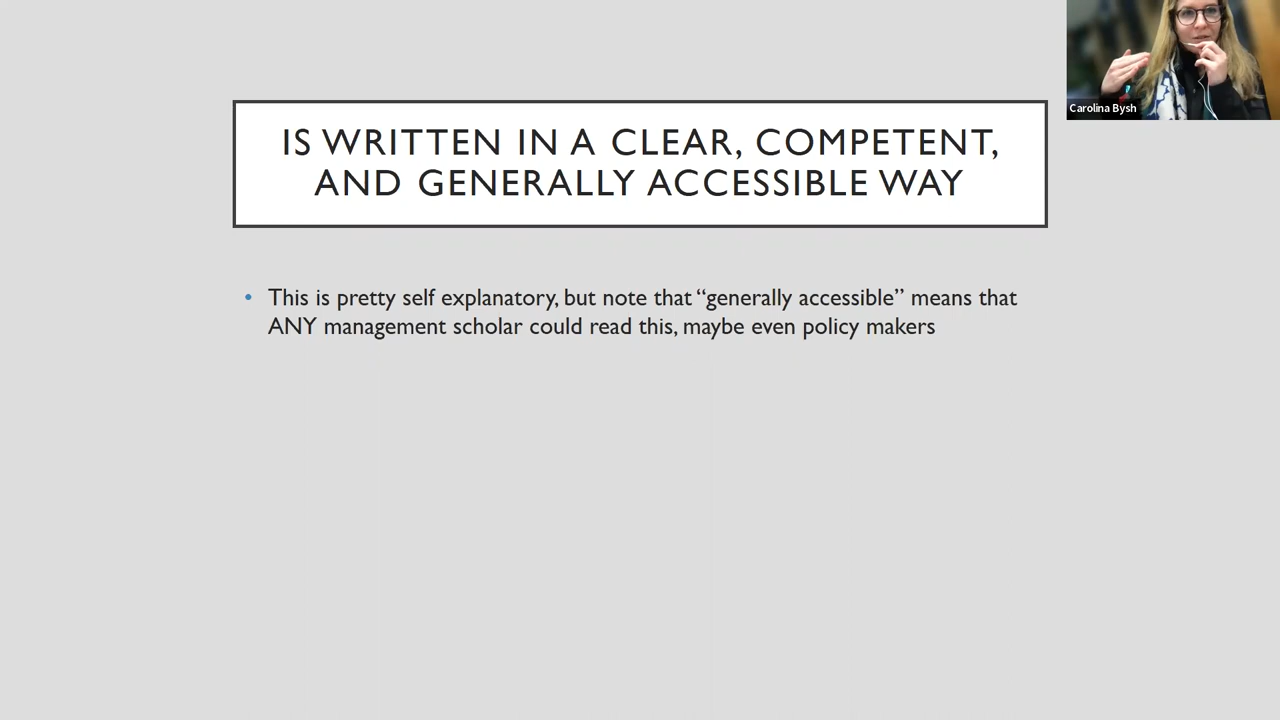 IS WRITTEN IN A CLEAR, COMPETENT,
AND GENERALLY ACCESSIBLE WAY
Carolina Bysh
• This is pretty self explanatory, but note that “generally accessible” means that
ANY management scholar could read this, maybe even policy makers